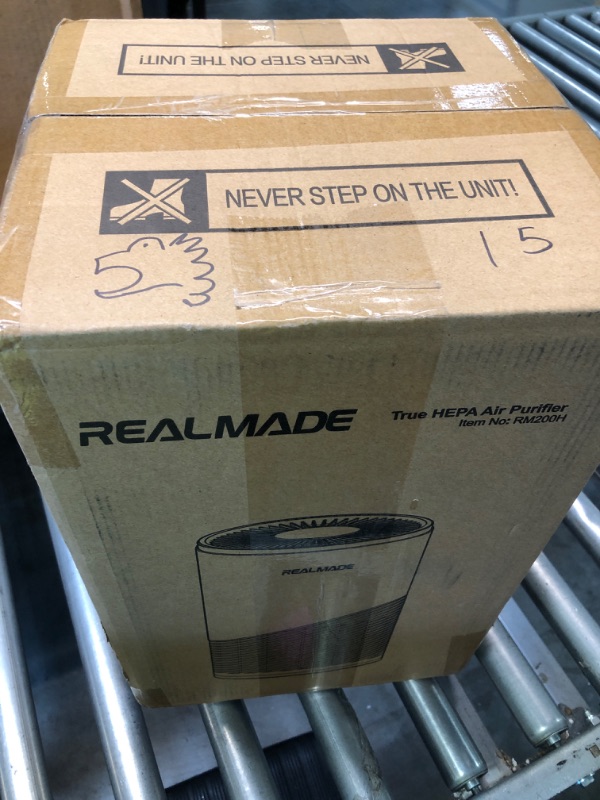 NEVER STEP ON THE UNIT!
NEVER STEP ON THE UNIT!
15
REALMADE
True HEPA Air Purifier
Item No: RM200H
REALMADE